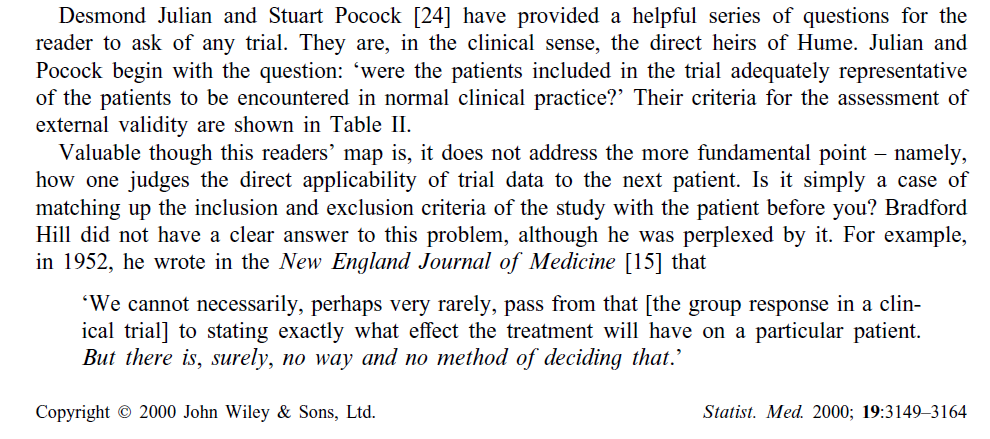 Desmond Julian and Stuart Pocock [24] have provided a helpful series of questions for the
reader to ask of any trial. They are, in the clinical sense, the direct heirs of Hume. Julian and
Pocock begin with the question: ‘were the patients included in the trial adequately representative
of the patients to be encountered in normal clinical practice?’ Their criteria for the assessment of
external validity are shown in Table II.
Valuable though this readers’ map is, it does not address the more fundamental point – namely,
how one judges the direct applicability of trial data to the next patient. Is it simply a case of
matching up the inclusion and exclusion criteria of the study with the patient before you? Bradford
Hill did not have a clear answer to this problem, although he was perplexed by it. For example,
in 1952, he wrote in the New England Journal of Medicine [15] that
‘We cannot necessarily, perhaps very rarely, pass from that [the group response in a clin-
ical trial] to stating exactly what effect the treatment will have on a particular patient.
But there is, surely, no way and no method of deciding that.’
Copyright © 2000 John Wiley & Sons, Ltd. Statist. Med. 2000; 19:3149–3164